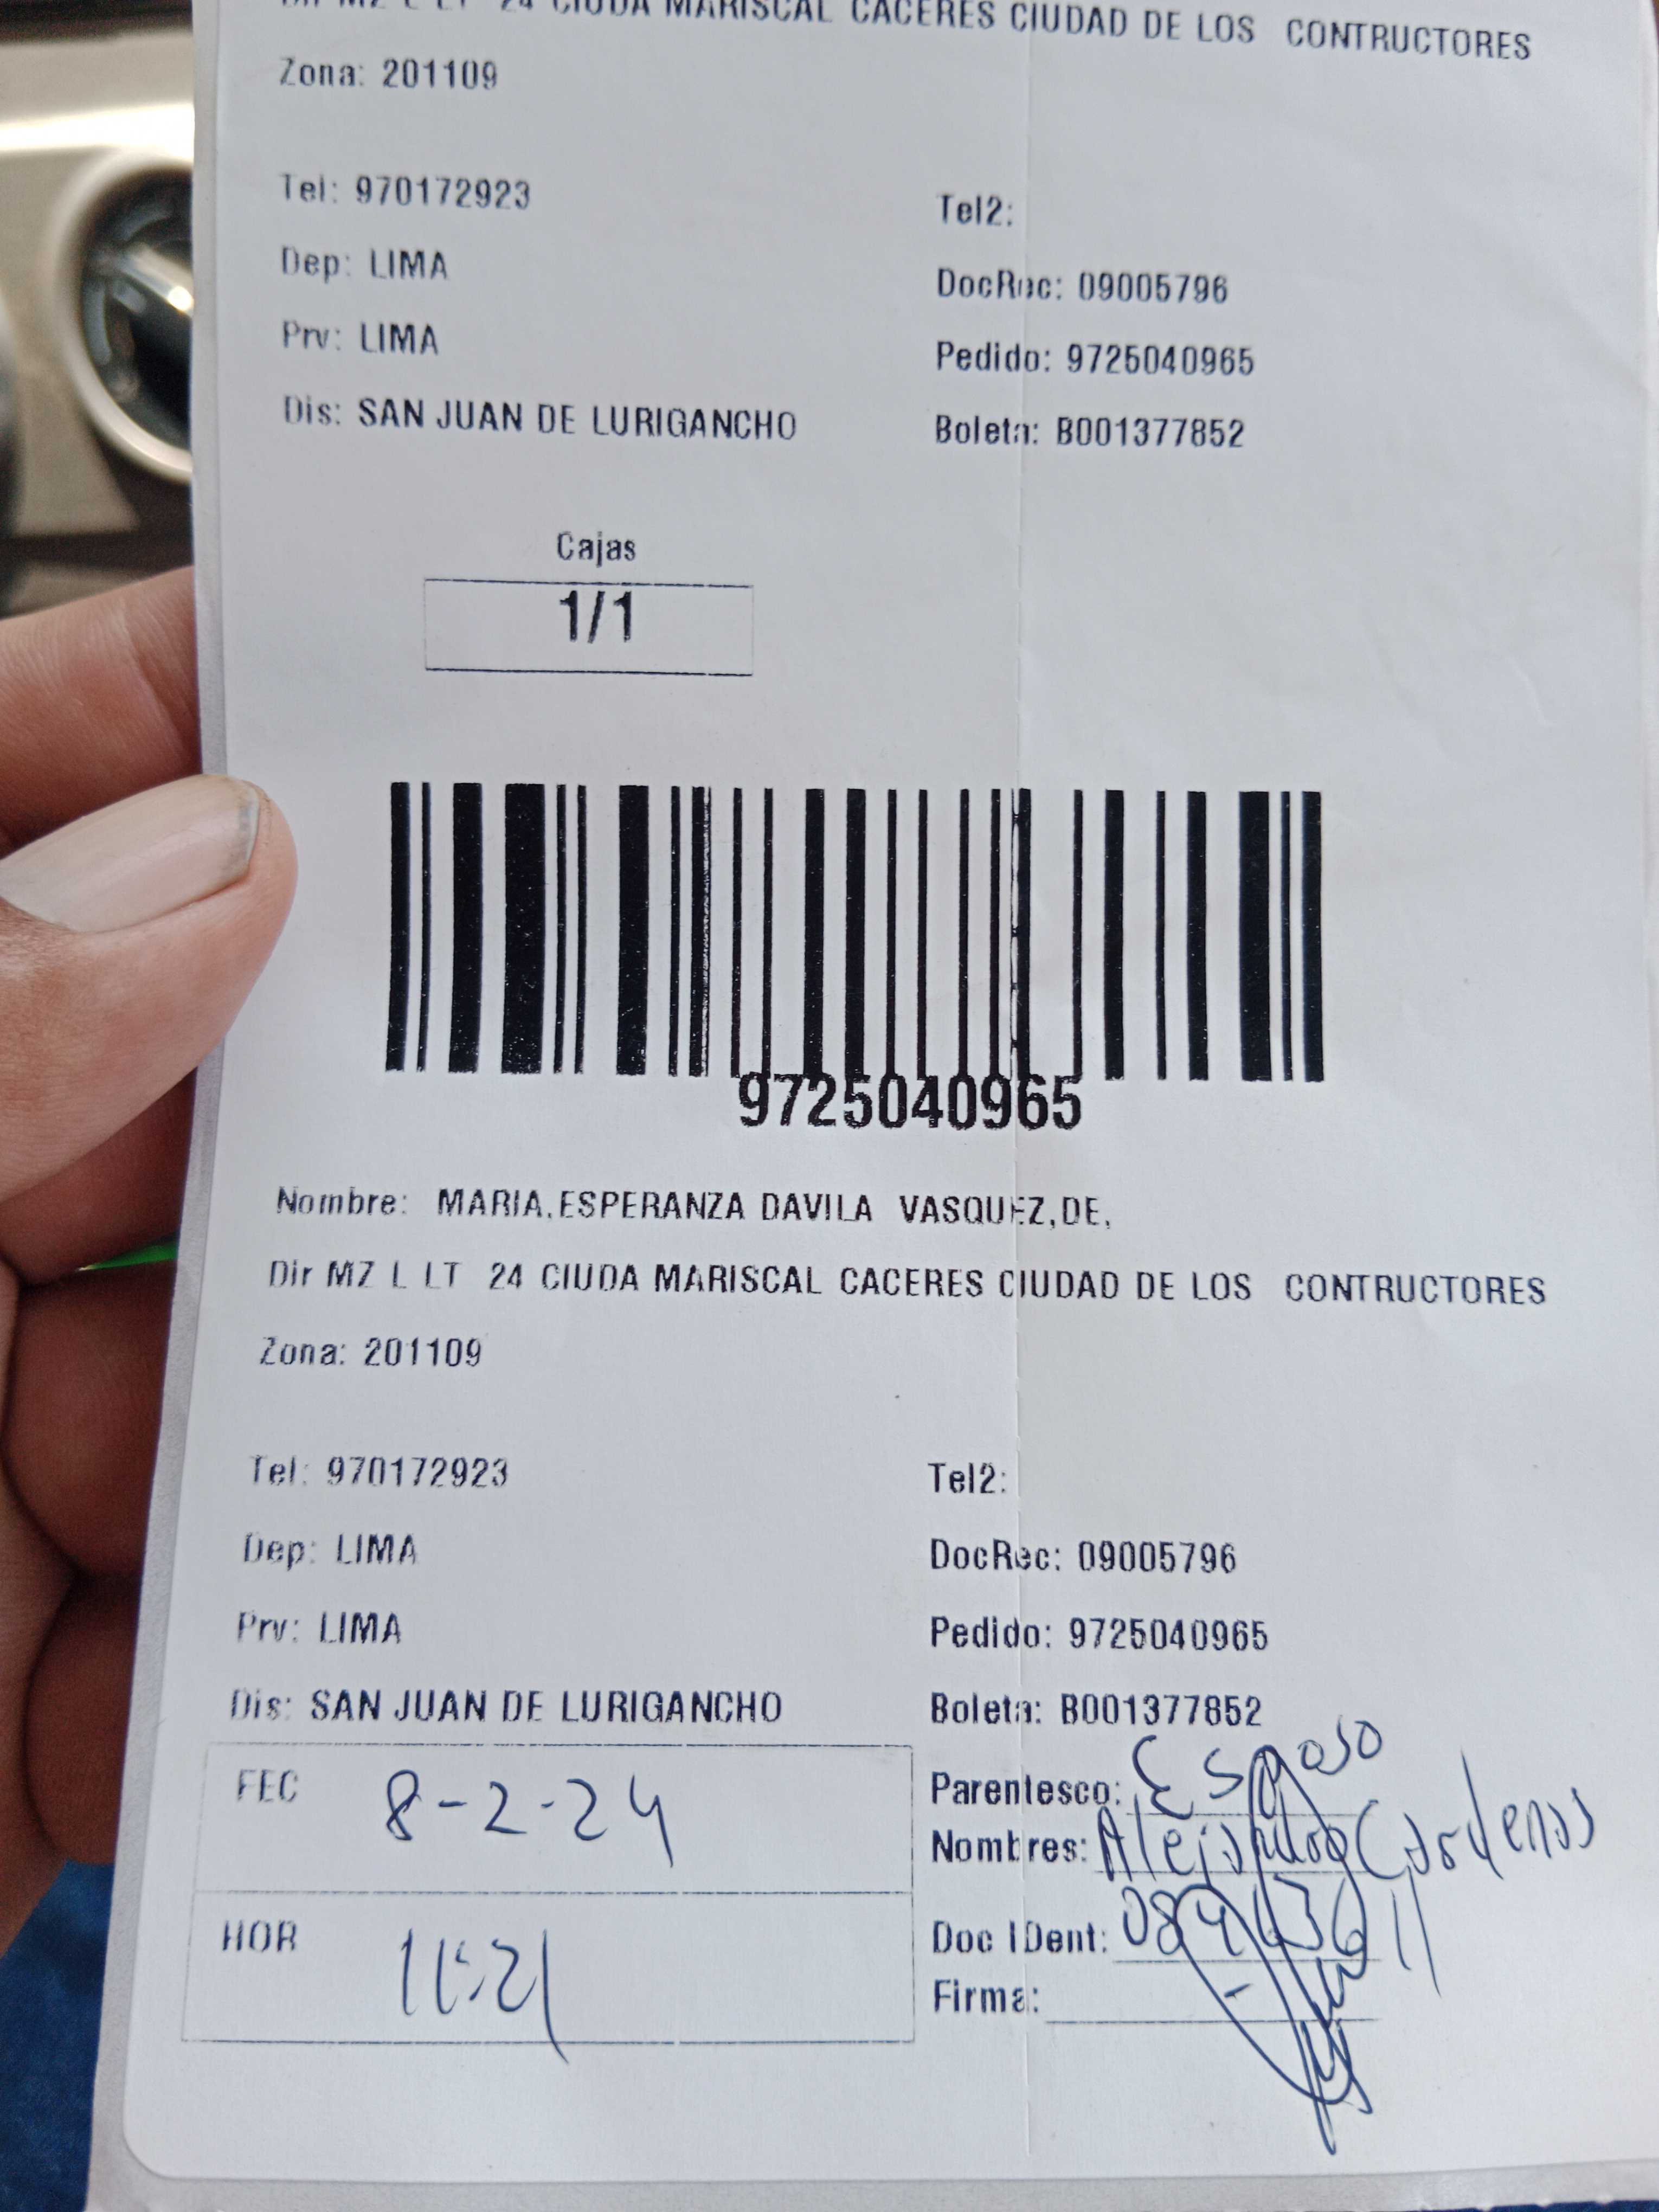 Dir MZ L LT 24 CIUDA MARISCAL CACERES CIUDAD DE LOS CONTRUCTORES
Zona: 201109
Tel: 970172923
Tel2:
Dep: LIMA
DocRec: 09005796
Prv: LIMA
Pedido: 9725040965
Dis: SAN JUAN DE LURIGANCHO
Boleta: B001377852
Cajas
1/1
9725040965
Nombre: MARIA.ESPERANZA DAVILA VASQUEZ,DE,
Dir MZ L LT 24 CIUDA MARISCAL CACERES CIUDAD DE LOS CONTRUCTORES
Zona: 201109
Tel: 970172923
Tel2:
Dep: LIMA
DocRec: 09005796
Prv: LIMA
Pedido: 9725040965
Dis: SAN JUAN DE LURIGANCHO
Boleta: B001377852
FEC 8-2-24
Parentesco: Esposo
Nombres: Alejandro Cardenas
HOR 11:21
Doc IDent:
Firma: